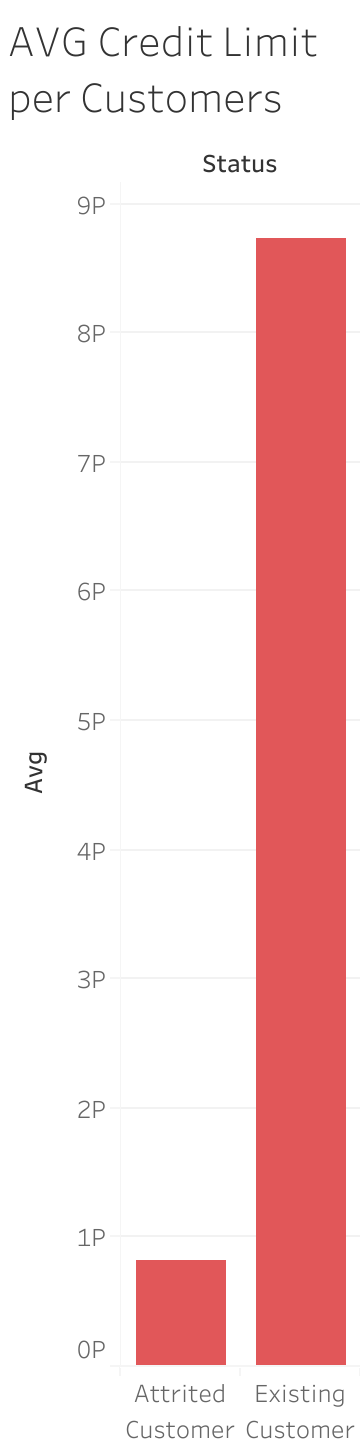 AVG Credit Limit
per Customers
Status
9P
8P
7P
6P
5P
Avg
4P
3P
2P
1P
0P
Attrited Existing
Customer Customer